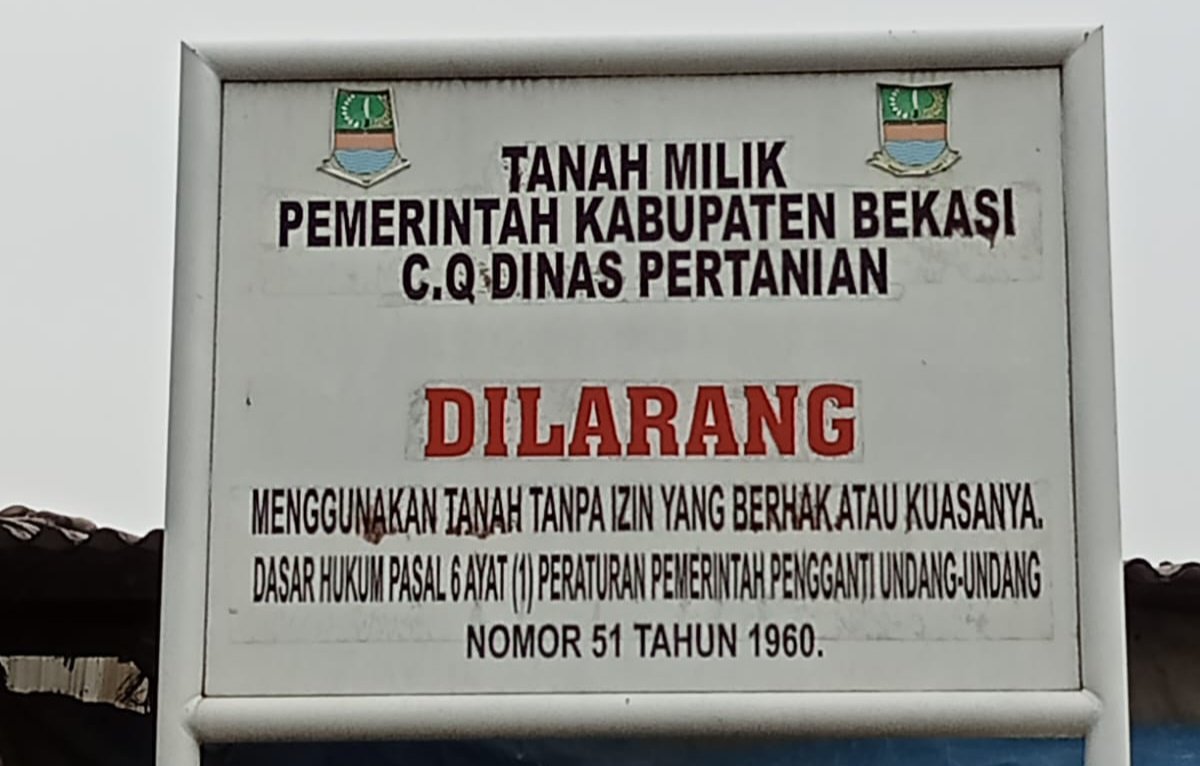 TANAH MILIK
PEMERINTAH KABUPATEN BEKASI
C.Q DINAS PERTANIAN
DILARANG
MENGGUNAKAN TANAH TANPA IZIN YANG BERHAK ATAU KUASANYA.
DASAR HUKUM PASAL 6 AYAT (1) PERATURAN PEMERINTAH PENGGANTI UNDANG-UNDANG
NOMOR 51 TAHUN 1960.